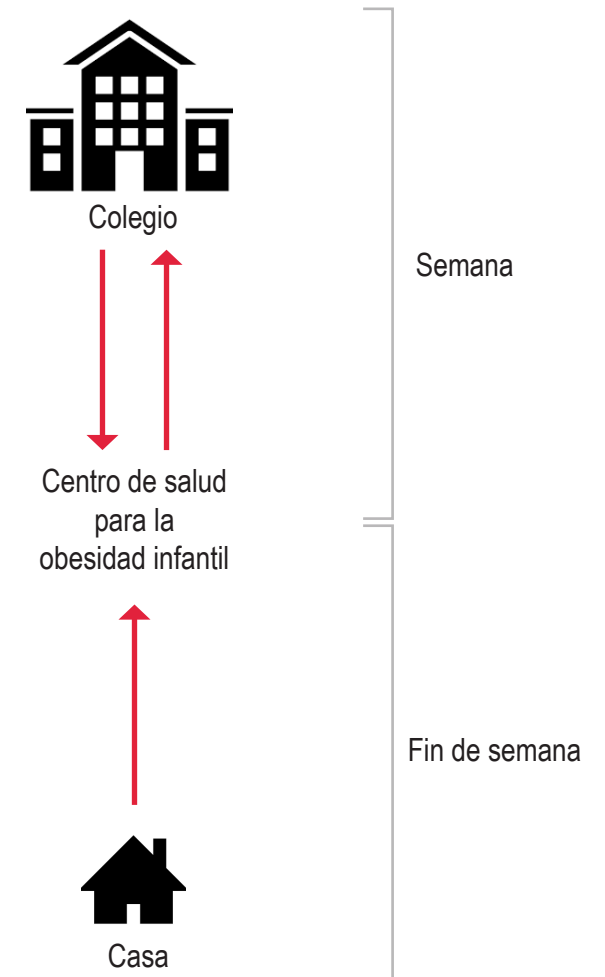 Colegio
Semana
Centro de salud
para la
obesidad infantil
Fin de semana
Casa